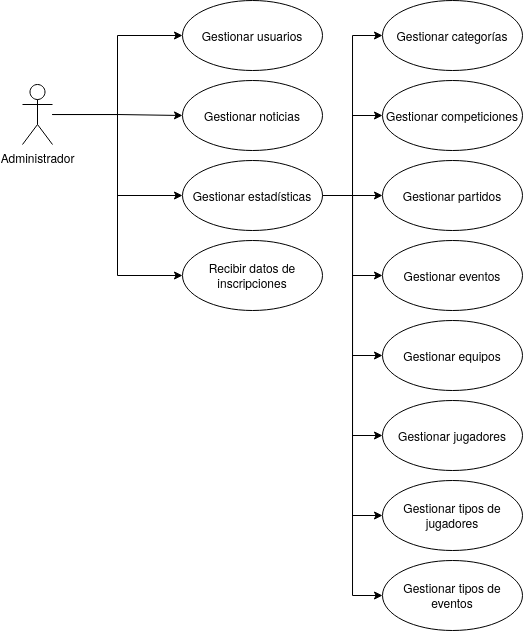 Administrador
Gestionar usuarios
Gestionar noticias
Gestionar estadísticas
Recibir datos de
inscripciones
Gestionar categorías
Gestionar competiciones
Gestionar partidos
Gestionar eventos
Gestionar equipos
Gestionar jugadores
Gestionar tipos de
jugadores
Gestionar tipos de
eventos